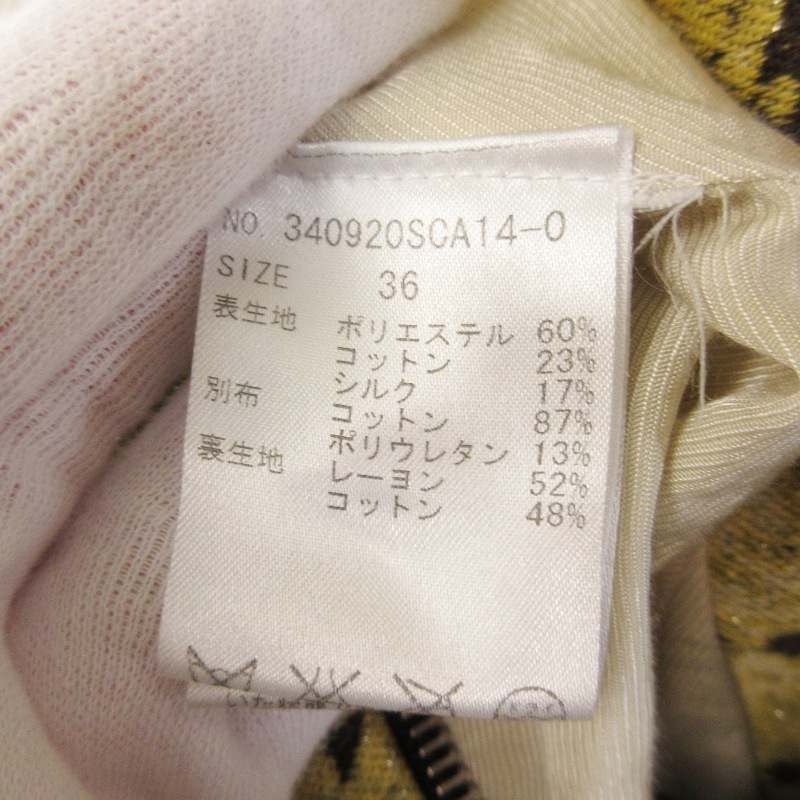 NO. 340920SCA14-0
SIZE 36
表生地 ポリエステル 60%
コットン 23%
シルク 17%
別布 コットン 87%
ポリウレタン 13%
裏生地 レーヨン 52%
コットン 48%